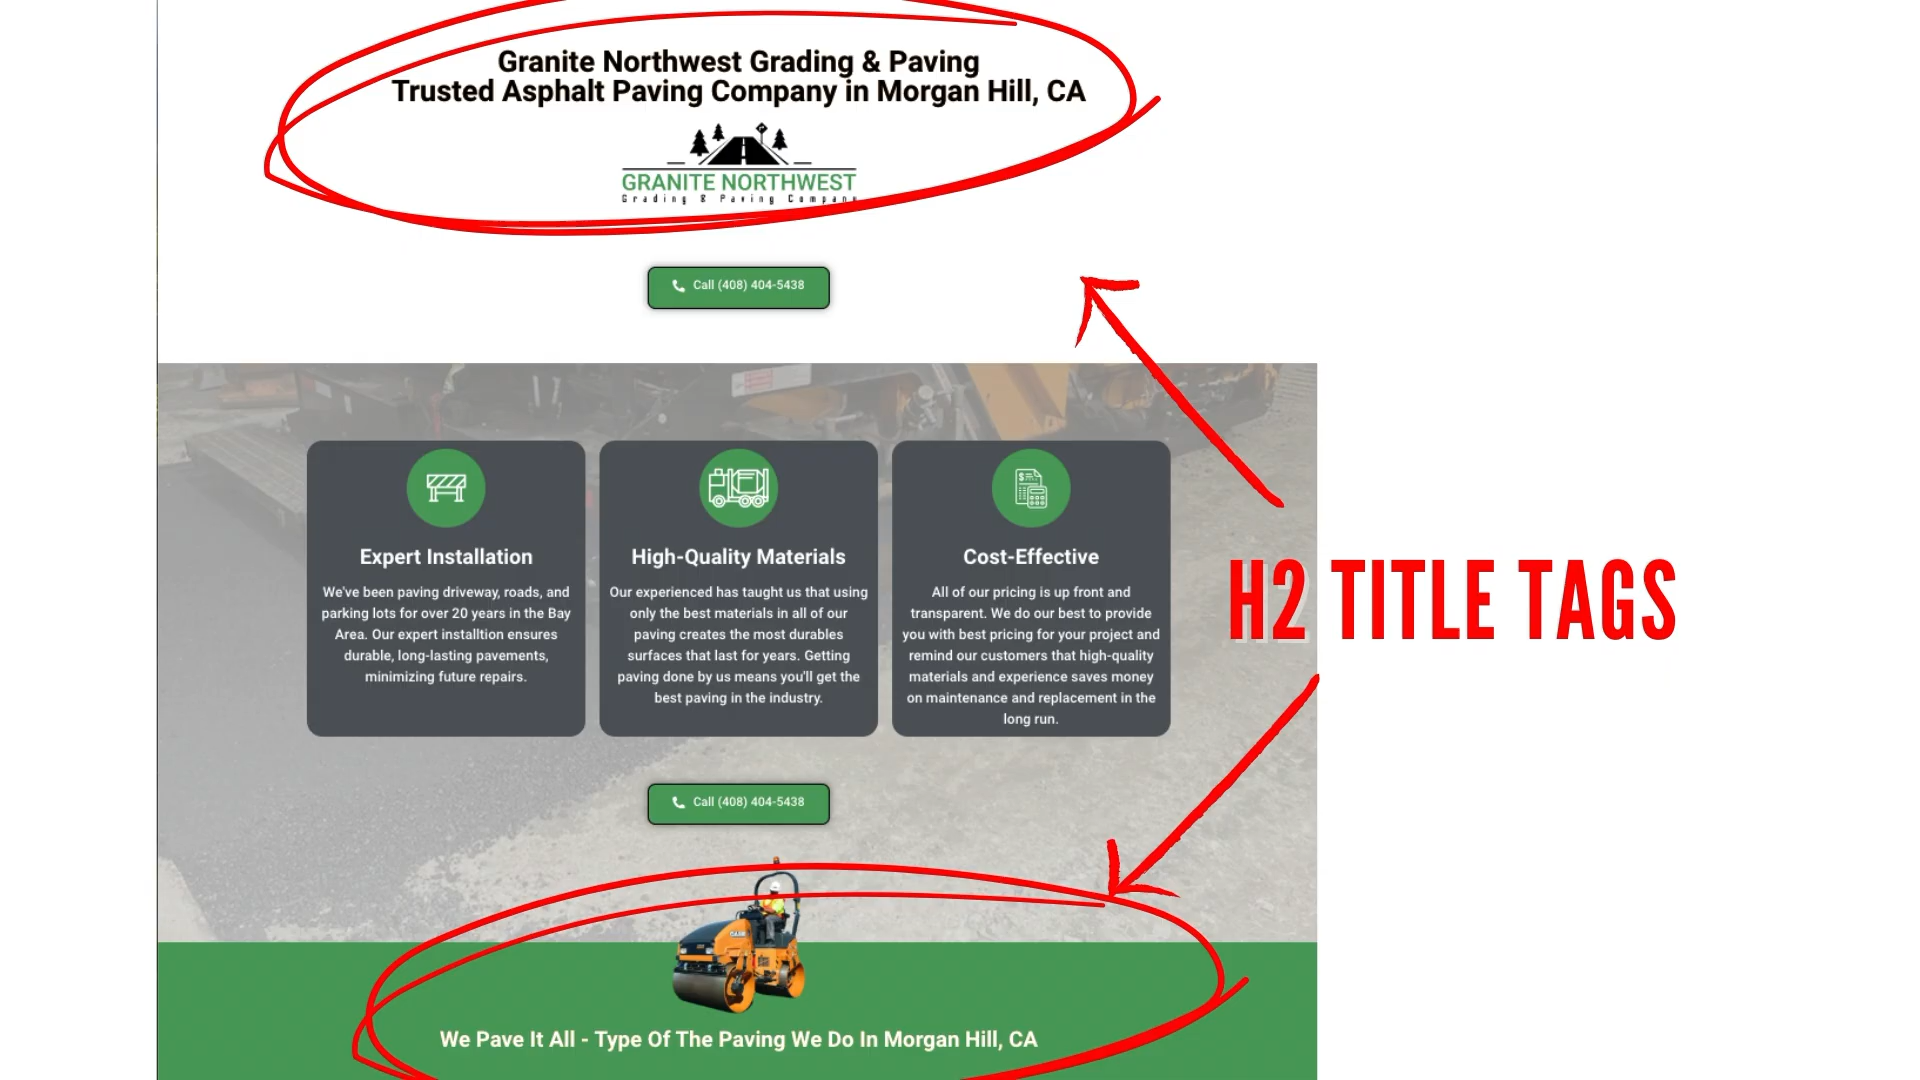 Granite Northwest Grading & Paving
Trusted Asphalt Paving Company in Morgan Hill, CA
GRANITE NORTHWEST
Grading & Paving Company
Call (408) 404-5438
Expert Installation
We've been paving driveway, roads, and
parking lots for over 20 years in the Bay
Area. Our expert installtion ensures
durable, long-lasting pavements,
minimizing future repairs.
High-Quality Materials
Our experienced has taught us that using
only the best materials in all of our
paving creates the most durables
surfaces that last for years. Getting
paving done by us means you'll get the
best paving in the industry.
Cost-Effective
All of our pricing is up front and
transparent. We do our best to provide
you with best pricing for your project and
remind our customers that high-quality
materials and experience saves money
on maintenance and replacement in the
long run.
H2 TITLE TAGS
Call (408) 404-5438
CASE
We Pave It All - Type Of The Paving We Do In Morgan Hill, CA